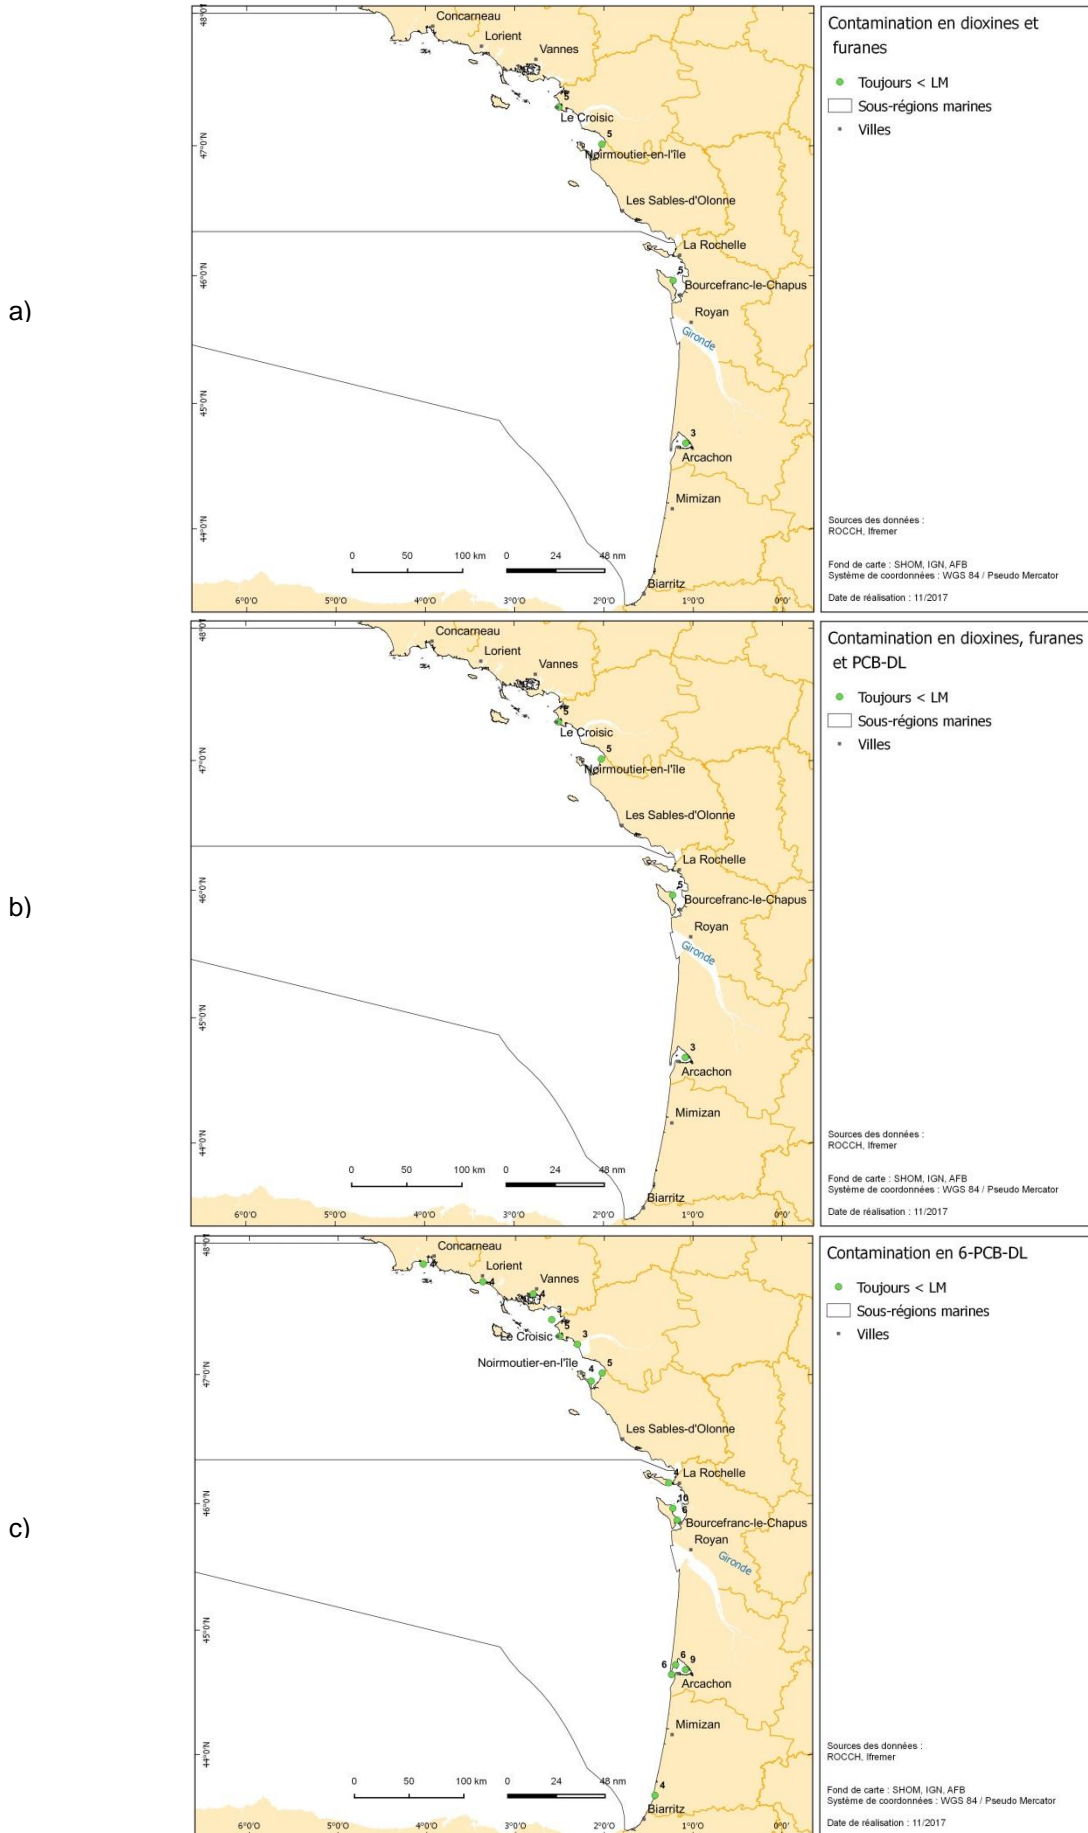 a)
Concarneau
Lorient
Vannes
5
Le Croisic
5
Noirmoutier-en-l'île
Les Sables-d'Olonne
La Rochelle
5
Bourcefranc-le-Chapus
Royan
Gironde
3
Arcachon
Mimizan
Biarritz
48°0'N
47°0'N
46°0'N
45°0'N
44°0'N
0 50 100 km 0 24 48 nm
6°0' 5°0' 4°0' 3°0' 2°0' 1°0' 0°0'
Contamination en dioxines et
furanes
Toujours < LM
Sous-régions marines
Villes
Sources des données :
ROCCH, Ifremer
Fond de carte : SHOM, IGN, AFB
Système de coordonnées : WGS 84 / Pseudo Mercator
Date de réalisation : 11/2017
b)
Concarneau
Lorient
Vannes
5
Le Croisic
5
Noirmoutier-en-l'île
Les Sables-d'Olonne
La Rochelle
5
Bourcefranc-le-Chapus
Royan
Gironde
3
Arcachon
Mimizan
Biarritz
48°0'N
47°0'N
46°0'N
45°0'N
44°0'N
0 50 100 km 0 24 48 nm
6°0' 5°0' 4°0' 3°0' 2°0' 1°0' 0°0'
Contamination en dioxines, furanes
et PCB-DL
Toujours < LM
Sous-régions marines
Villes
Sources des données :
ROCCH, Ifremer
Fond de carte : SHOM, IGN, AFB
Système de coordonnées : WGS 84 / Pseudo Mercator
Date de réalisation : 11/2017
c)
Concarneau
4
Lorient
4
Vannes
4
3
5
Le Croisic
3
Noirmoutier-en-l'île
4
5
Les Sables-d'Olonne
4
La Rochelle
10
6
Bourcefranc-le-Chapus
Royan
Gironde
6
6
9
Arcachon
Mimizan
4
Biarritz
48°0'N
47°0'N
46°0'N
45°0'N
44°0'N
0 50 100 km 0 24 48 nm
6°0' 5°0' 4°0' 3°0' 2°0' 1°0' 0°0'
Contamination en 6-PCB-DL
Toujours < LM
Sous-régions marines
Villes
Sources des données :
ROCCH, Ifremer
Fond de carte : SHOM, IGN, AFB
Système de coordonnées : WGS 84 / Pseudo Mercator
Date de réalisation : 11/2017